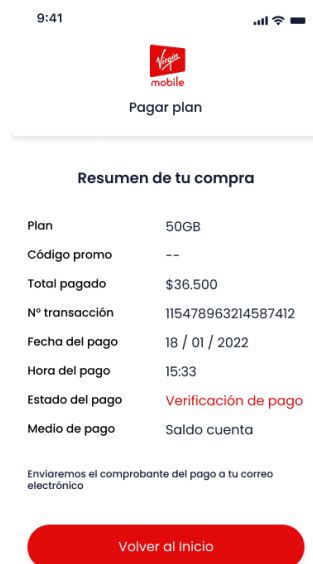 9:41
Virgin
mobile
Pagar plan
Resumen de tu compra
Plan 50GB
Código promo --
Total pagado $36.500
N° transacción 115478963214587412
Fecha del pago 18 / 01 / 2022
Hora del pago 15:33
Estado del pago Verificación de pago
Medio de pago Saldo cuenta
Enviaremos el comprobante del pago a tu correo
electrónico
Volver al Inicio